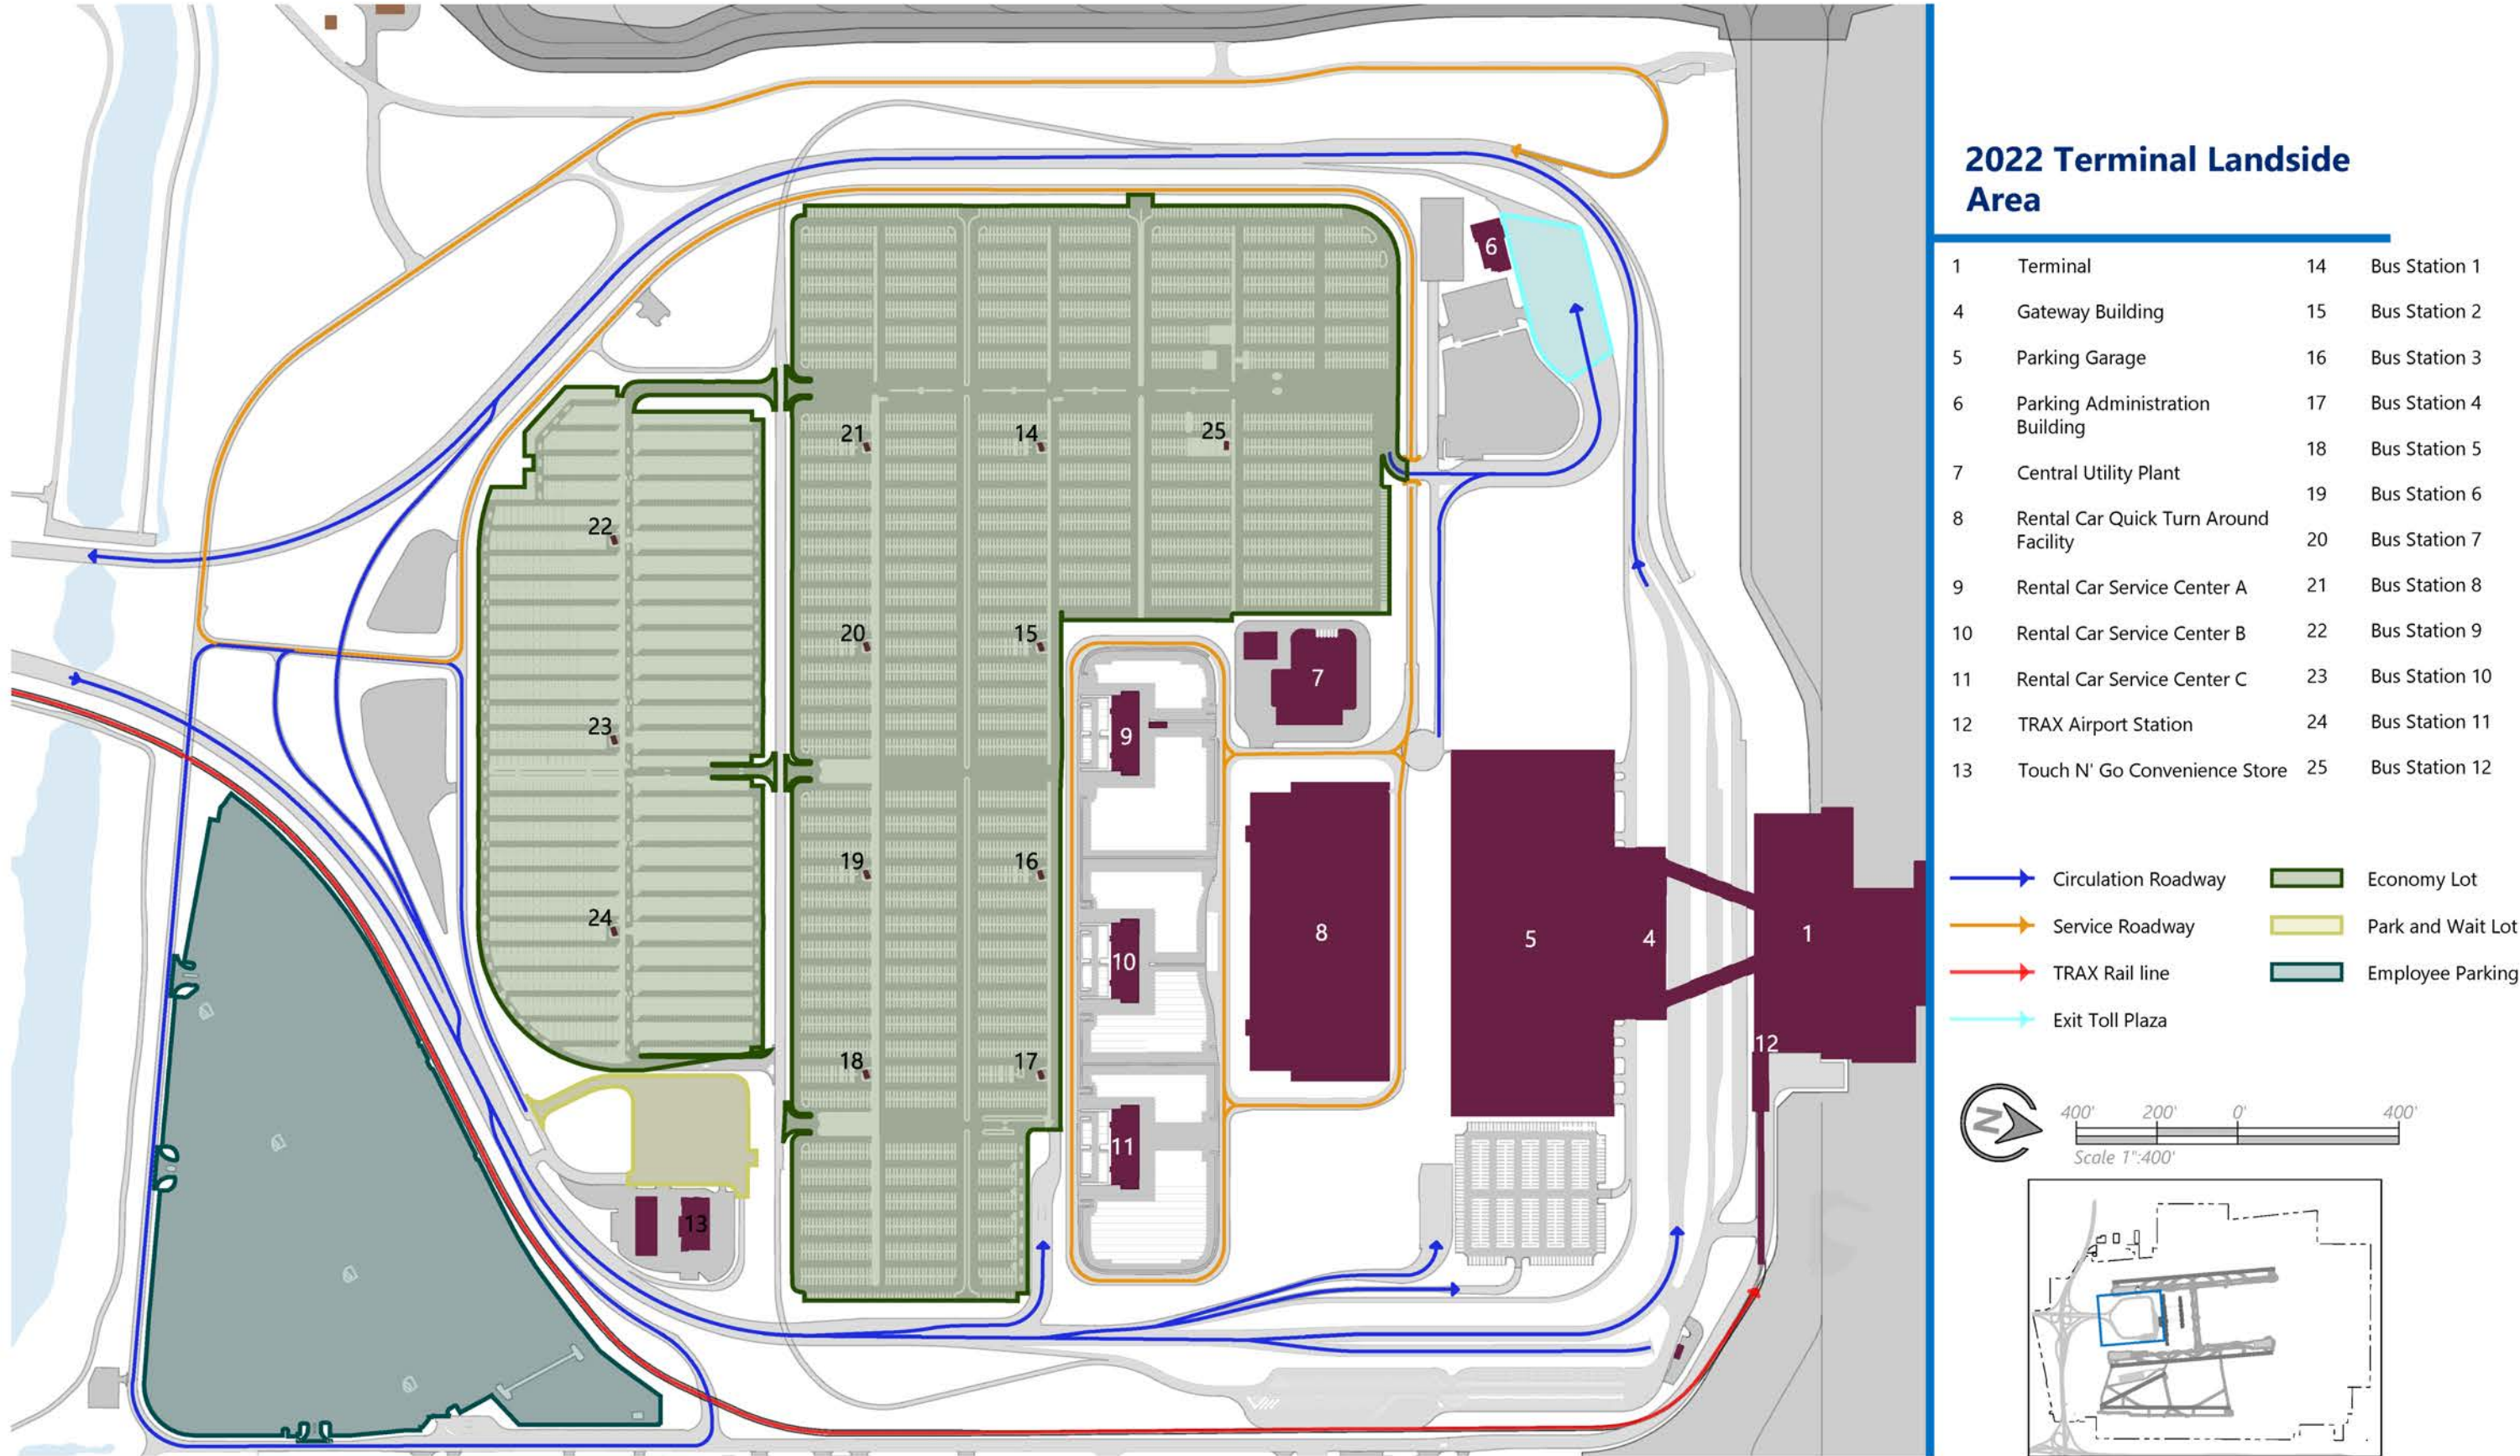 2022 Terminal Landside
Area
1 Terminal
4 Gateway Building
5 Parking Garage
6 Parking Administration
Building
7 Central Utility Plant
8 Rental Car Quick Turn Around
Facility
9 Rental Car Service Center A
10 Rental Car Service Center B
11 Rental Car Service Center C
12 TRAX Airport Station
13 Touch N' Go Convenience Store
14 Bus Station 1
15 Bus Station 2
16 Bus Station 3
17 Bus Station 4
18 Bus Station 5
19 Bus Station 6
20 Bus Station 7
21 Bus Station 8
22 Bus Station 9
23 Bus Station 10
24 Bus Station 11
25 Bus Station 12
Circulation Roadway
Service Roadway
TRAX Rail line
Exit Toll Plaza
Economy Lot
Park and Wait Lot
Employee Parking
N
400' 200' 0' 400'
Scale 1":400'
6
21 14 25
22
20 15
7
23
9
19 16
24
8 5 4 1
10
12
18 17
11
13